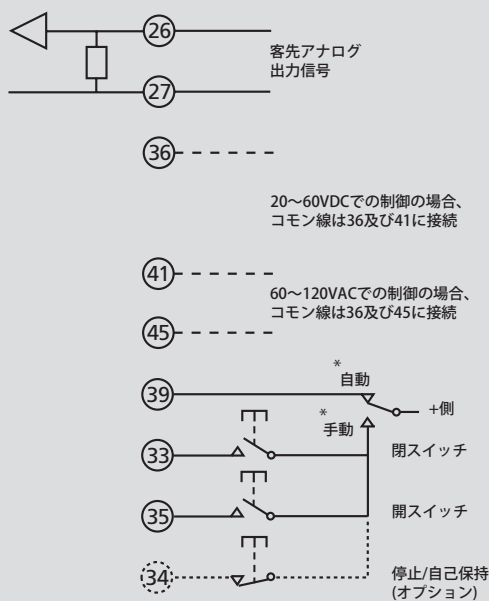 26
客先アナログ
出力信号
27
36
20〜60VDCでの制御の場合、
コモン線は36及び41に接続
41
60〜120VACでの制御の場合、
コモン線は36及び45に接続
45
*
自動
39
+側
*
手動
33
閉スイッチ
35
開スイッチ
34
停止/自己保持
(オプション)